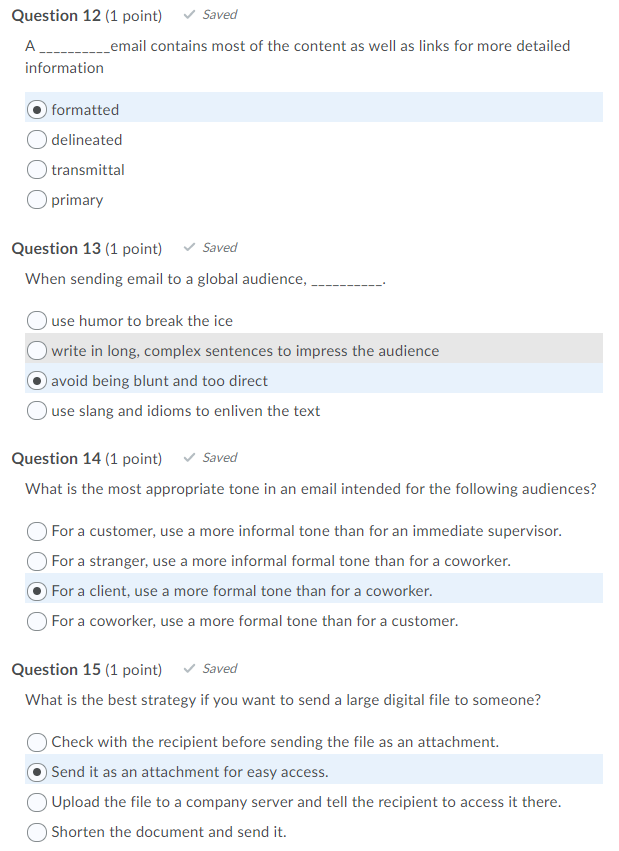 Question 12 (1 point) Saved
A __________email contains most of the content as well as links for more detailed
information
formatted
delineated
transmittal
primary
Question 13 (1 point) Saved
When sending email to a global audience, __________.
use humor to break the ice
write in long, complex sentences to impress the audience
avoid being blunt and too direct
use slang and idioms to enliven the text
Question 14 (1 point) Saved
What is the most appropriate tone in an email intended for the following audiences?
For a customer, use a more informal tone than for an immediate supervisor.
For a stranger, use a more informal formal tone than for a coworker.
For a client, use a more formal tone than for a coworker.
For a coworker, use a more formal tone than for a customer.
Question 15 (1 point) Saved
What is the best strategy if you want to send a large digital file to someone?
Check with the recipient before sending the file as an attachment.
Send it as an attachment for easy access.
Upload the file to a company server and tell the recipient to access it there.
Shorten the document and send it.